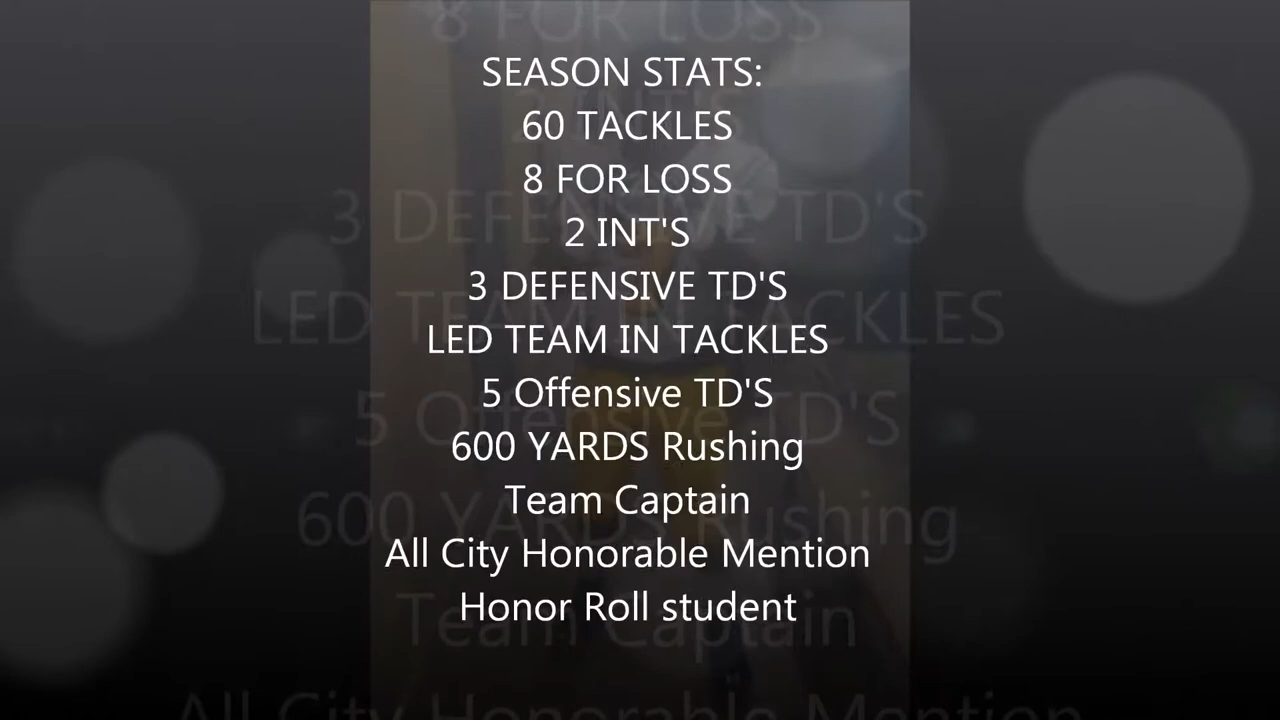 SEASON STATS:
60 TACKLES
8 FOR LOSS
2 INT'S
3 DEFENSIVE TD'S
LED TEAM IN TACKLES
5 Offensive TD'S
600 YARDS Rushing
Team Captain
All City Honorable Mention
Honor Roll student